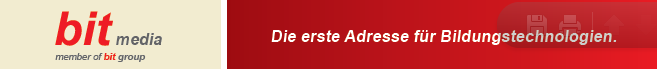 bit media
member of bit group
Die erste Adresse für Bildungstechnologien.